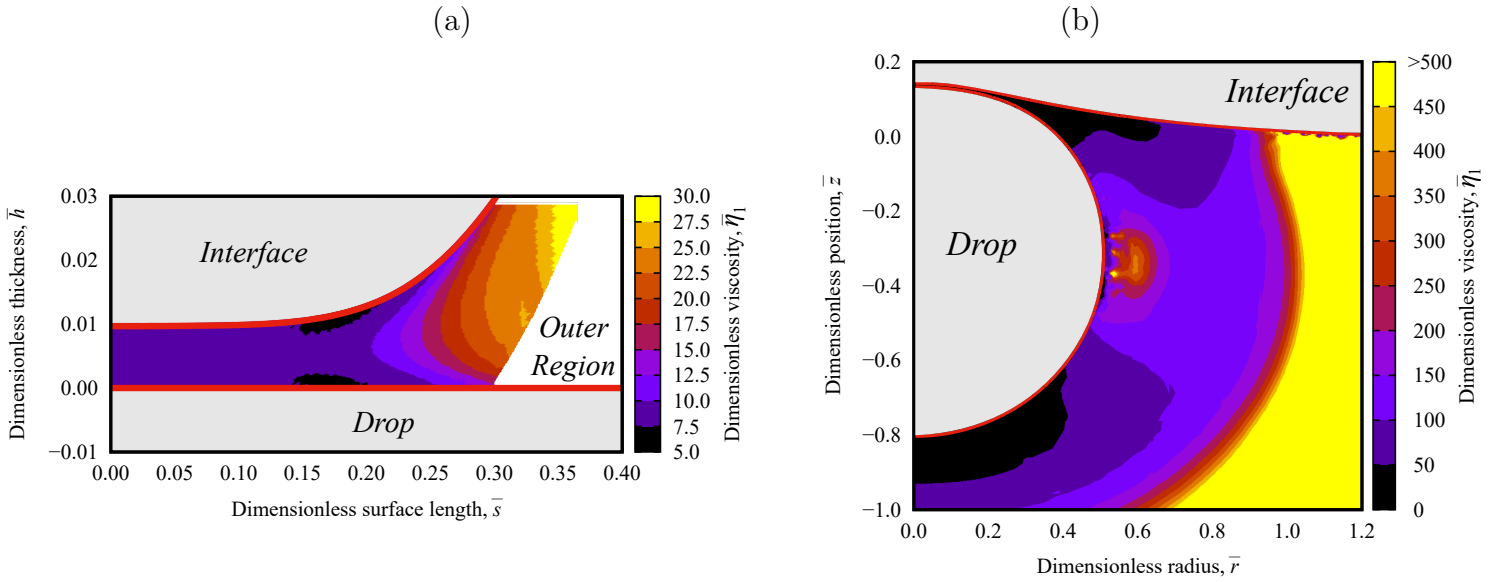 (a)
Dimensionless thickness, h̅
0.03
0.02
0.01
0.00
−0.01
Interface
Outer
Region
Drop
0.00 0.05 0.10 0.15 0.20 0.25 0.30 0.35 0.40
Dimensionless surface length, s̅
30.0
27.5
25.0
22.5
20.0
17.5
15.0
12.5
10.0
7.5
5.0
Dimensionless viscosity, η̅₁
(b)
Dimensionless position, z̅
0.2
0.0
−0.2
−0.4
−0.6
−0.8
−1.0
Interface
Drop
0.0 0.2 0.4 0.6 0.8 1.0 1.2
Dimensionless radius, r̅
>500
450
400
350
300
250
200
150
100
50
0
Dimensionless viscosity, η̅₁